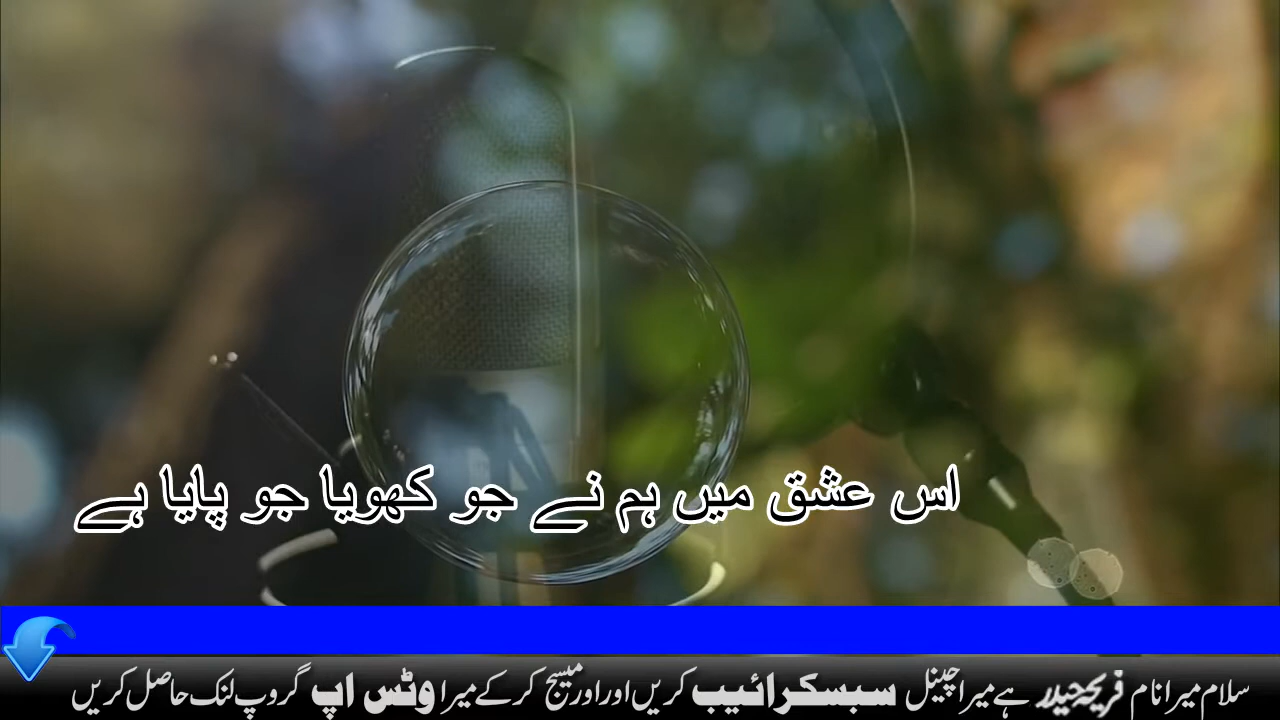 اس عشق میں ہم نے جو کھویا جو پایا ہے
سلام میرا نام فریحہ حیدر ہے میرا چینل سبسکرائیب کریں اور اور میسج کر کے میرا وٹس اپ گروپ لنک حاصل کریں